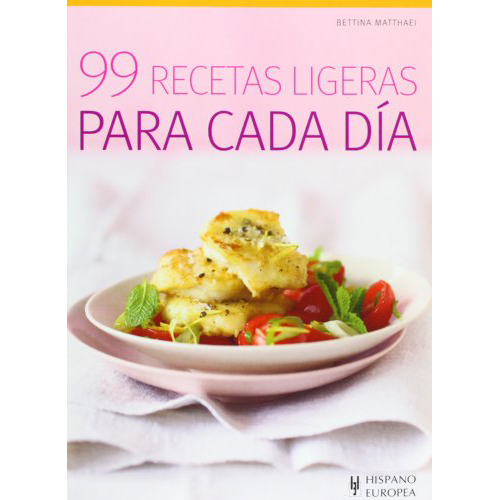 BETTINA MATTHAEI
99 RECETAS LIGERAS
PARA CADA DÍA
HISPANO
EUROPEA